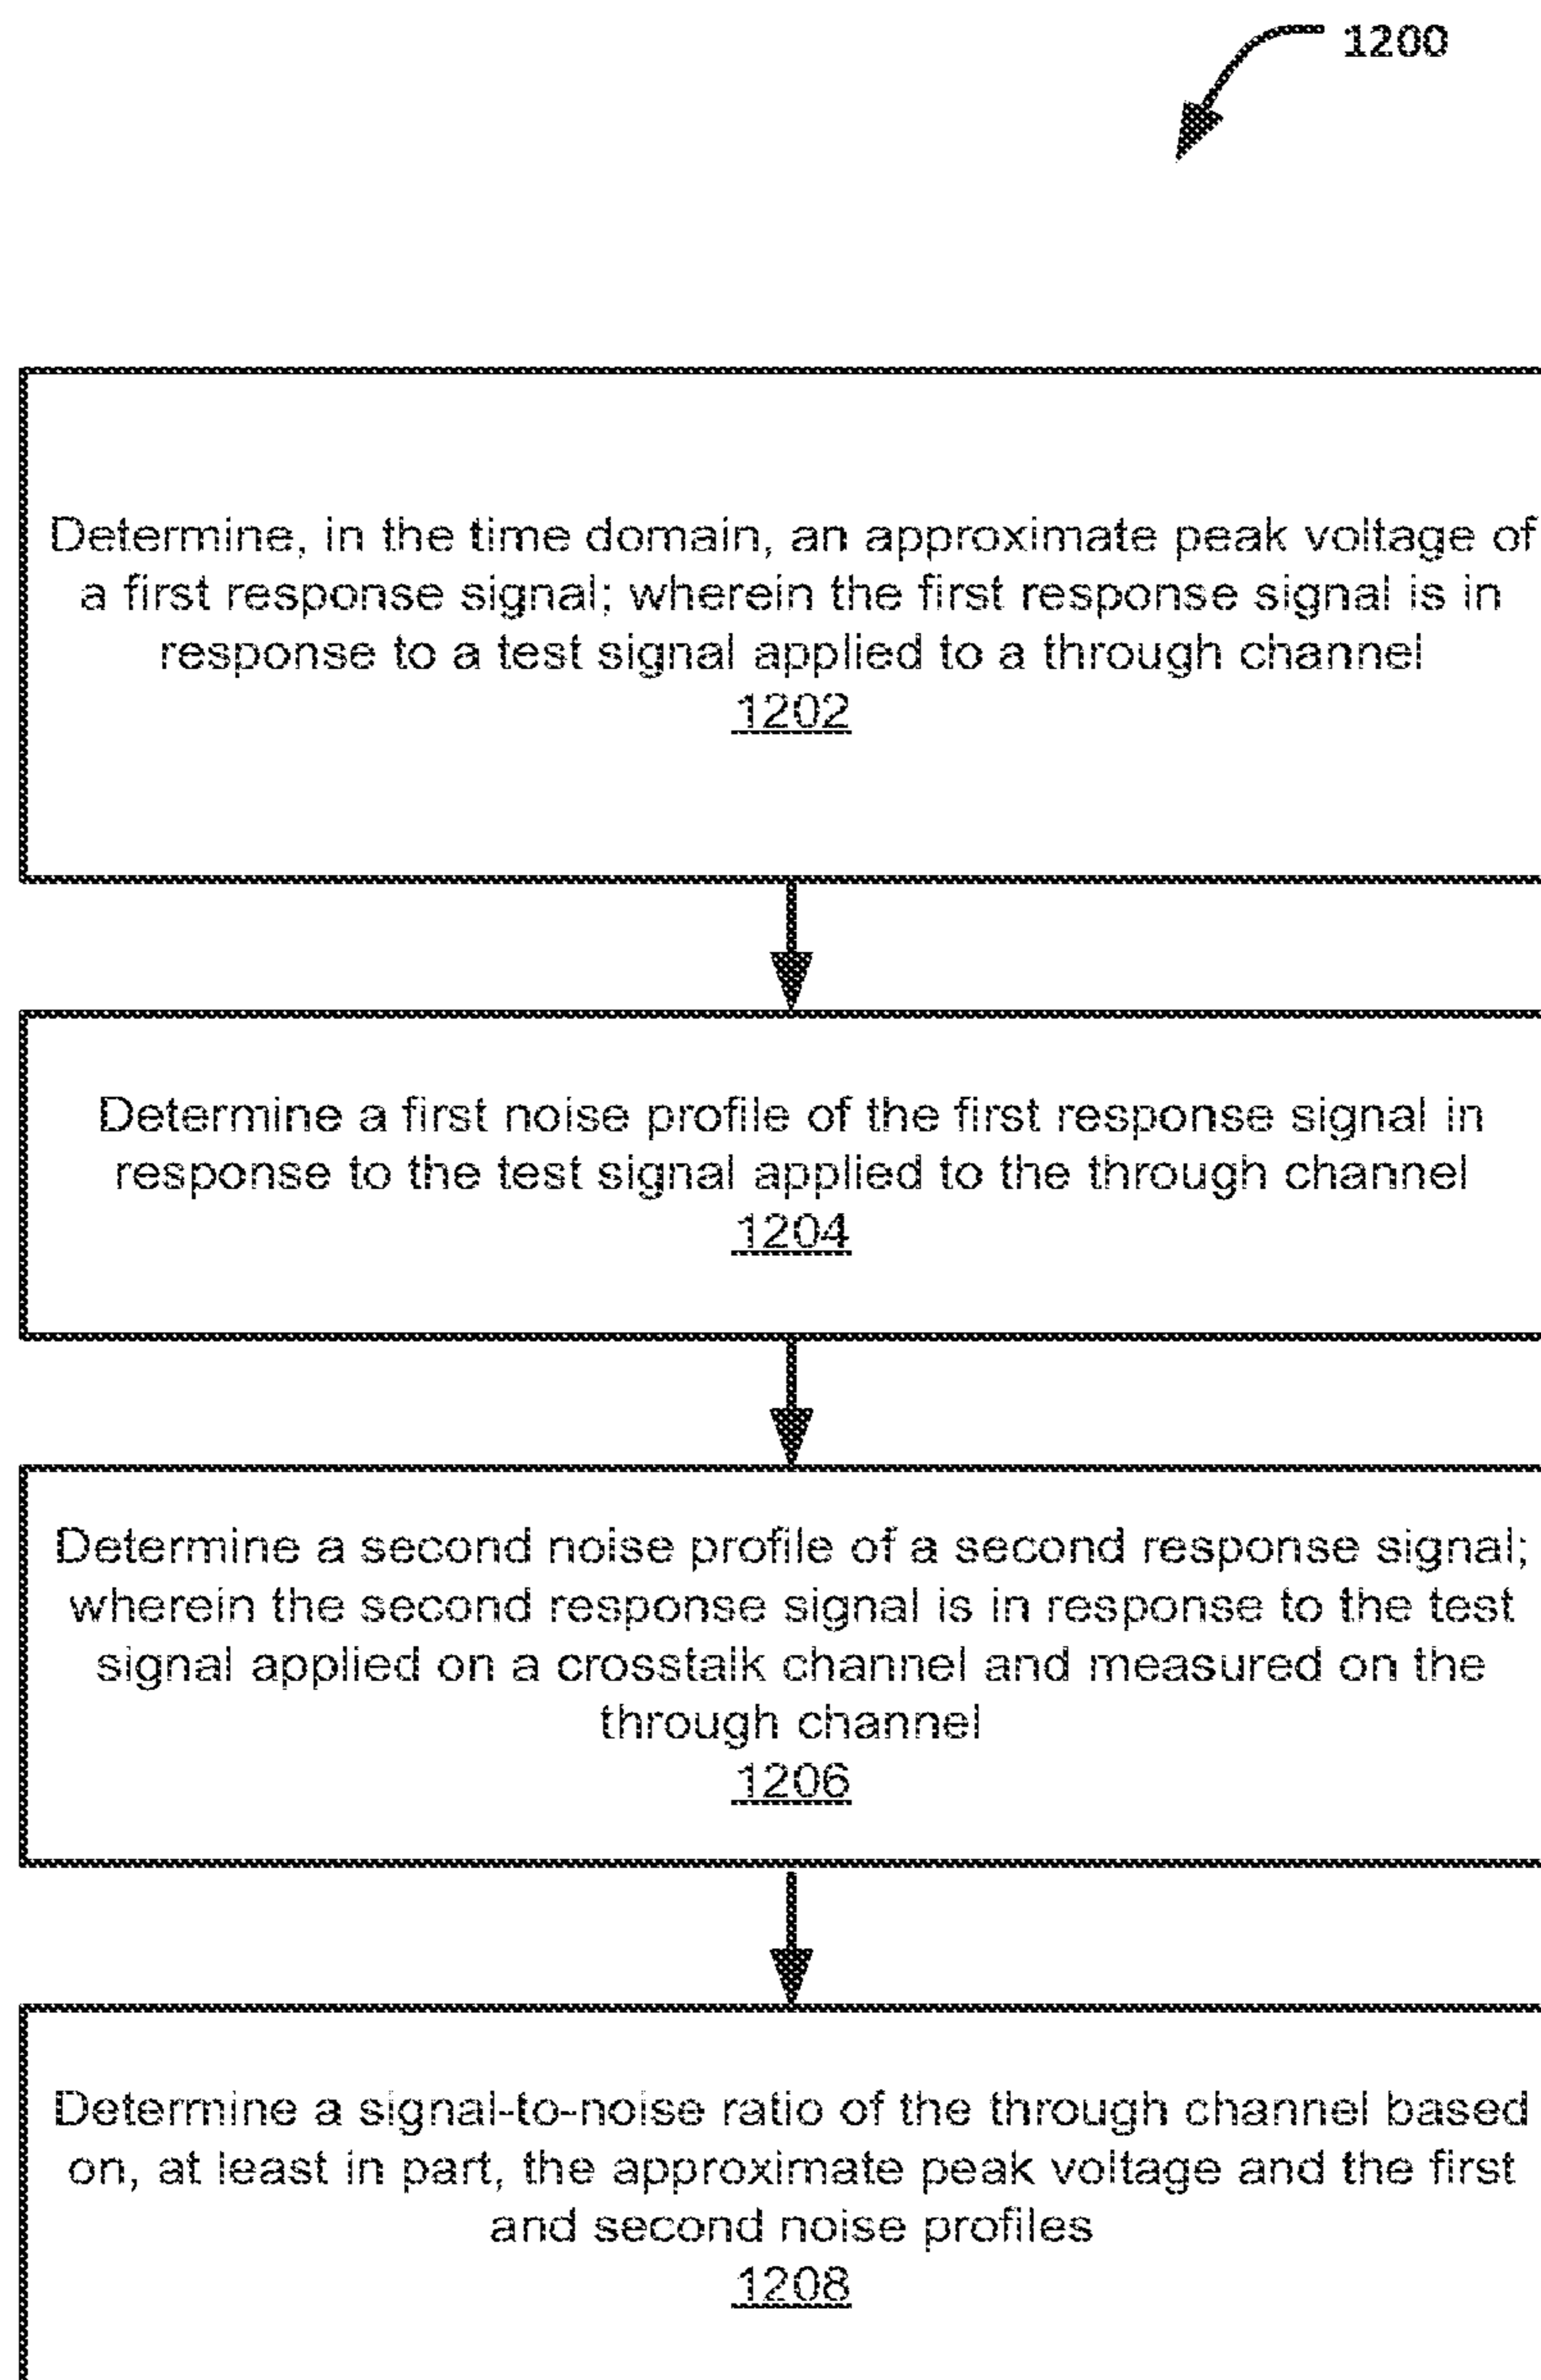 1200
Determine, in the time domain, an approximate peak voltage of
a first response signal; wherein the first response signal is in
response to a test signal applied to a through channel
1202
Determine a first noise profile of the first response signal in
response to the test signal applied to the through channel
1204
Determine a second noise profile of a second response signal;
wherein the second response signal is in response to the test
signal applied on a crosstalk channel and measured on the
through channel
1206
Determine a signal-to-noise ratio of the through channel based
on, at least in part, the approximate peak voltage and the first
and second noise profiles
1208